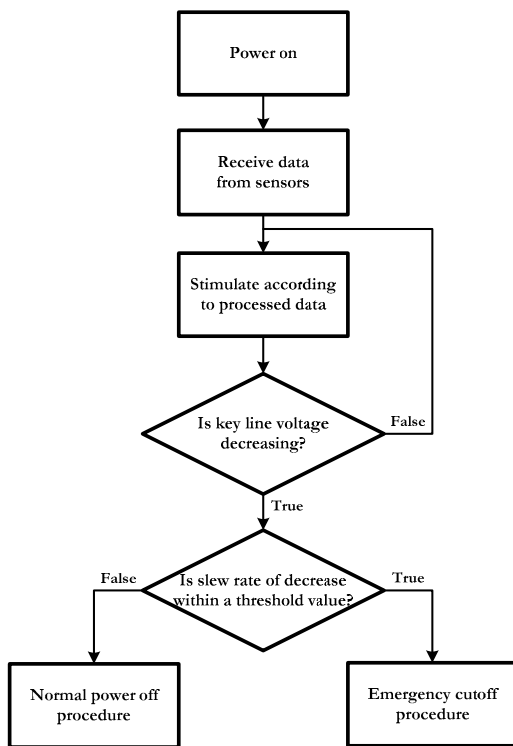 Power on
Receive data
from sensors
Stimulate according
to processed data
Is key line voltage
decreasing?
False
True
Is slew rate of decrease
within a threshold value?
False
True
Normal power off
procedure
Emergency cutoff
procedure